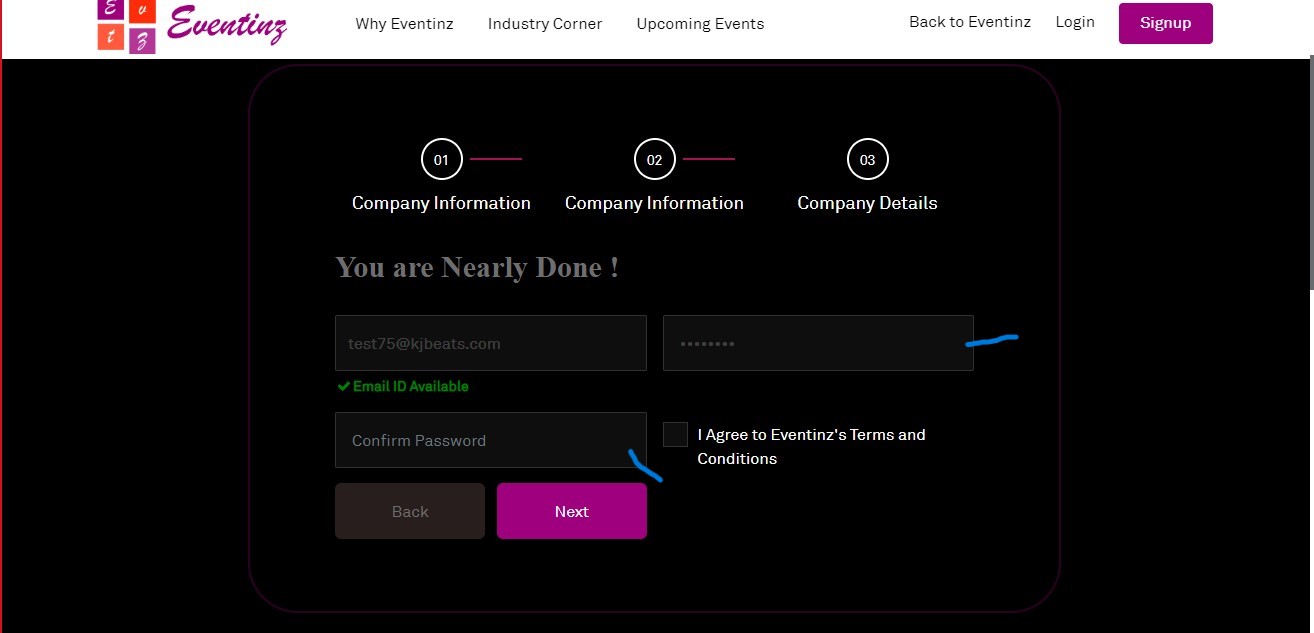 E v
t z
Eventinz
Why Eventinz Industry Corner Upcoming Events Back to Eventinz Login Signup
01 02 03
Company Information Company Information Company Details
You are Nearly Done !
test75@kjbeats.com ••••••••
Email ID Available
Confirm Password
I Agree to Eventinz's Terms and
Conditions
Back Next